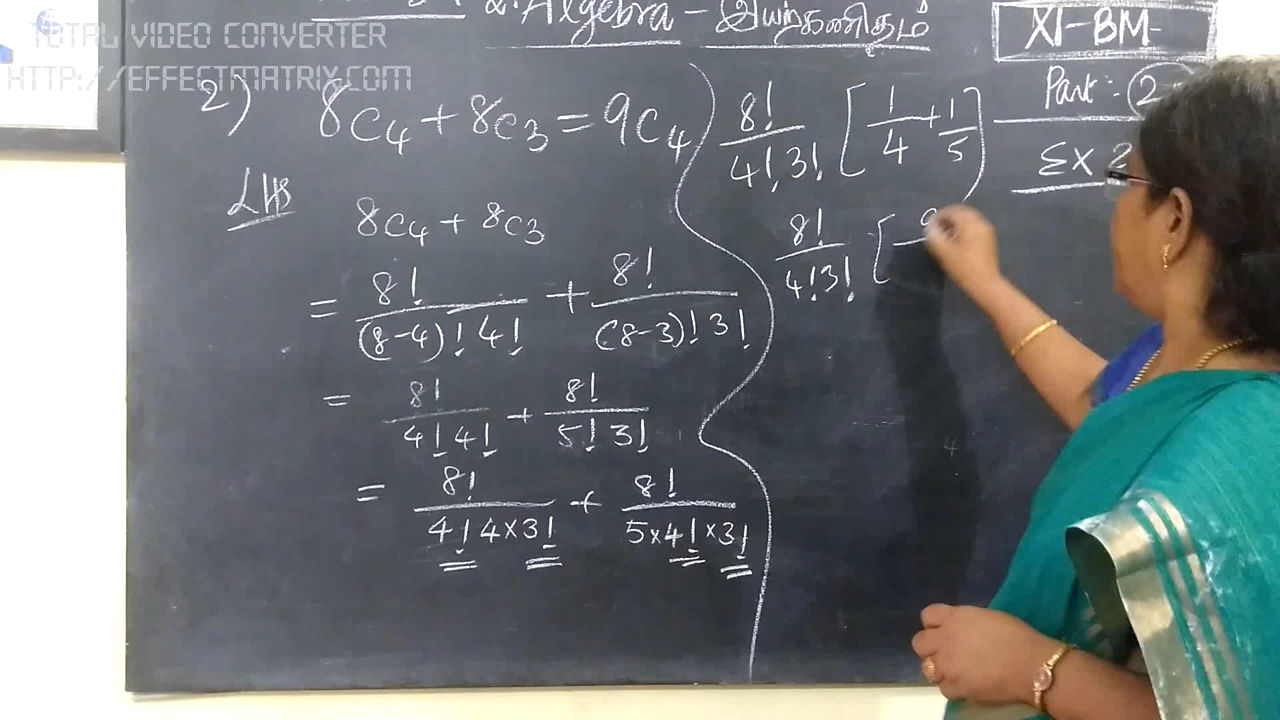 TOTAL VIDEO CONVERTER
HTTP://EFFECTMATRIX.COM
2. Algebra - இயற்கணிதம்
XI-BM-
Part: 2
Ex 2
2) 8C4 + 8C3 = 9C4
LHS
8C4 + 8C3
= 8!/(8-4)! 4! + 8!/(8-3)! 3!
= 8!/4! 4! + 8!/5! 3!
= 8!/4! 4×3! + 8!/5×4!×3!
8!/4!, 3! [1/4 + 1/5]
8!/4! 3! [9